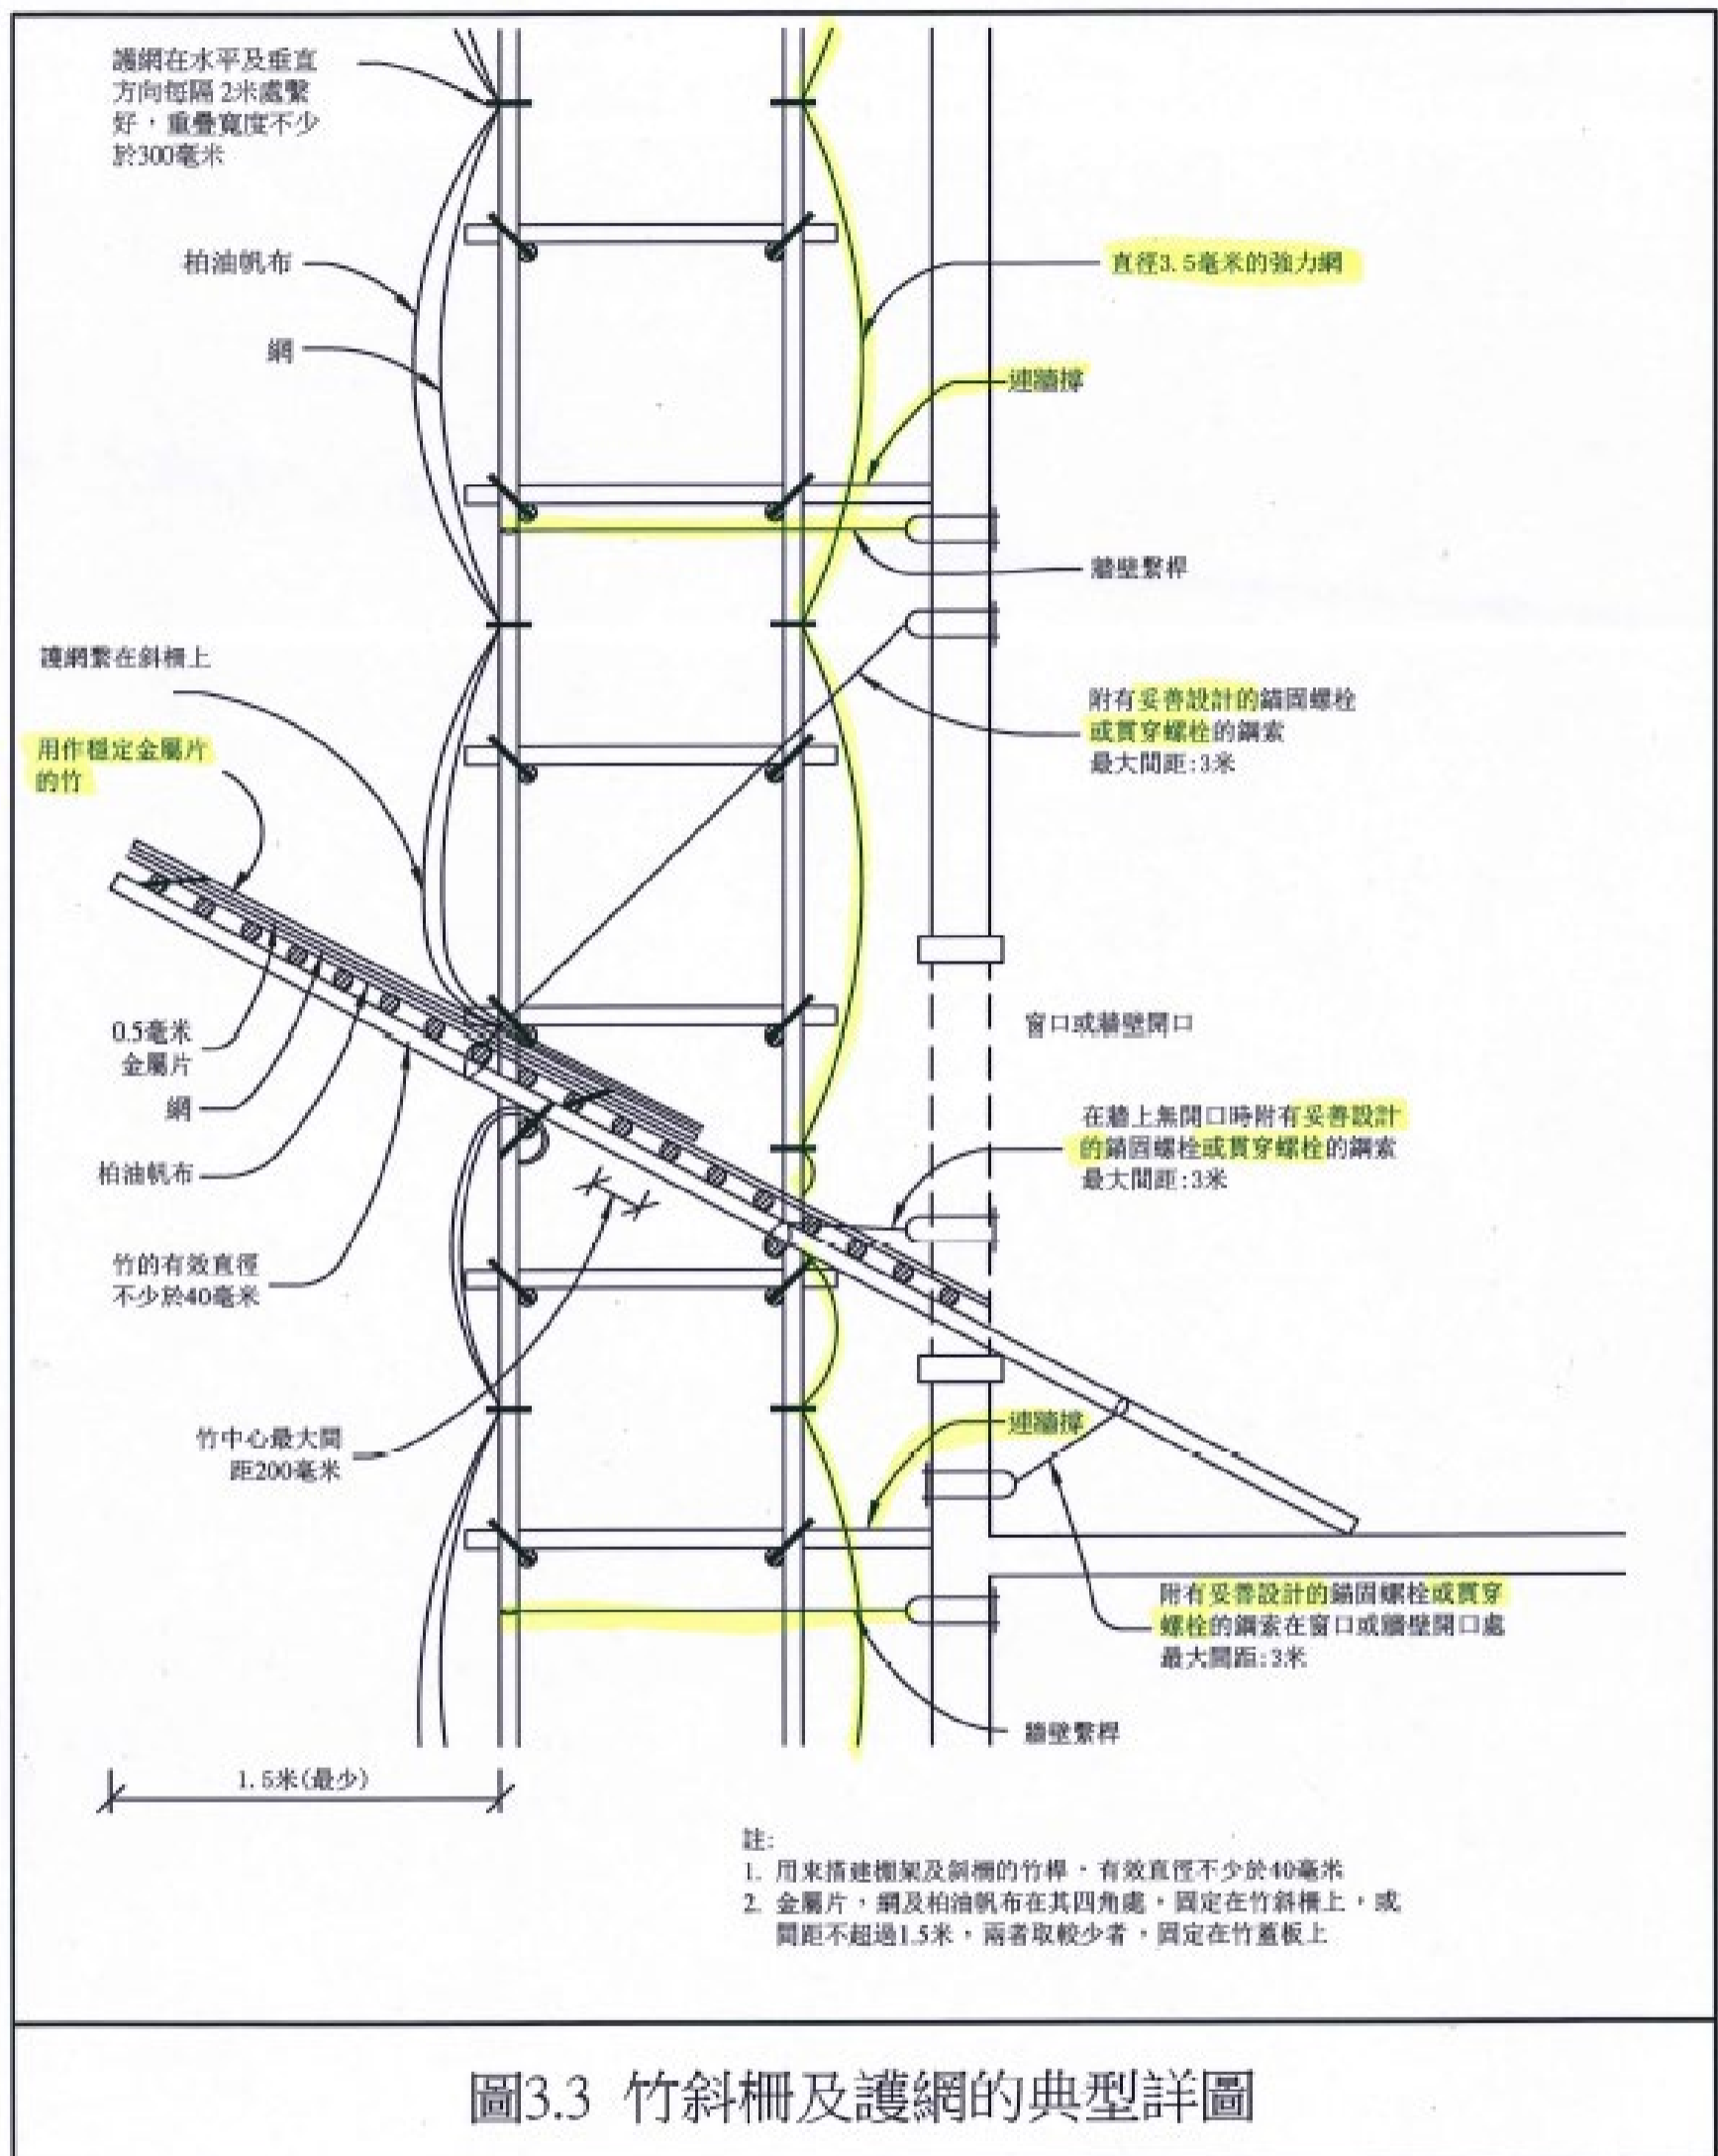 護網在水平及垂直
方向每隔 2米處繫
好，重疊寬度不少
於300毫米
柏油帆布
網
直徑3.5毫米的強力網
連牆撐
牆壁繫桿
護網繫在斜柵上
用作穩定金屬片
的竹
附有妥善設計的錨固螺栓
或貫穿螺栓的鋼索
最大間距:3米
0.5毫米
金屬片
網
柏油帆布
竹的有效直徑
不少於40毫米
窗口或牆壁開口
在牆上無開口時附有妥善設計
的錨固螺栓或貫穿螺栓的鋼索
最大間距:3米
竹中心最大間
距200毫米
連牆撐
附有妥善設計的錨固螺栓或貫穿
螺栓的鋼索在窗口或牆壁開口處
最大間距:3米
牆壁繫桿
1.5米(最少)
註:
1. 用來搭建棚架及斜柵的竹桿，有效直徑不少於40毫米
2. 金屬片，網及柏油帆布在其四角處，固定在竹斜柵上，或
間距不超過1.5米，兩者取較少者，固定在竹蓋板上
圖3.3 竹斜柵及護網的典型詳圖